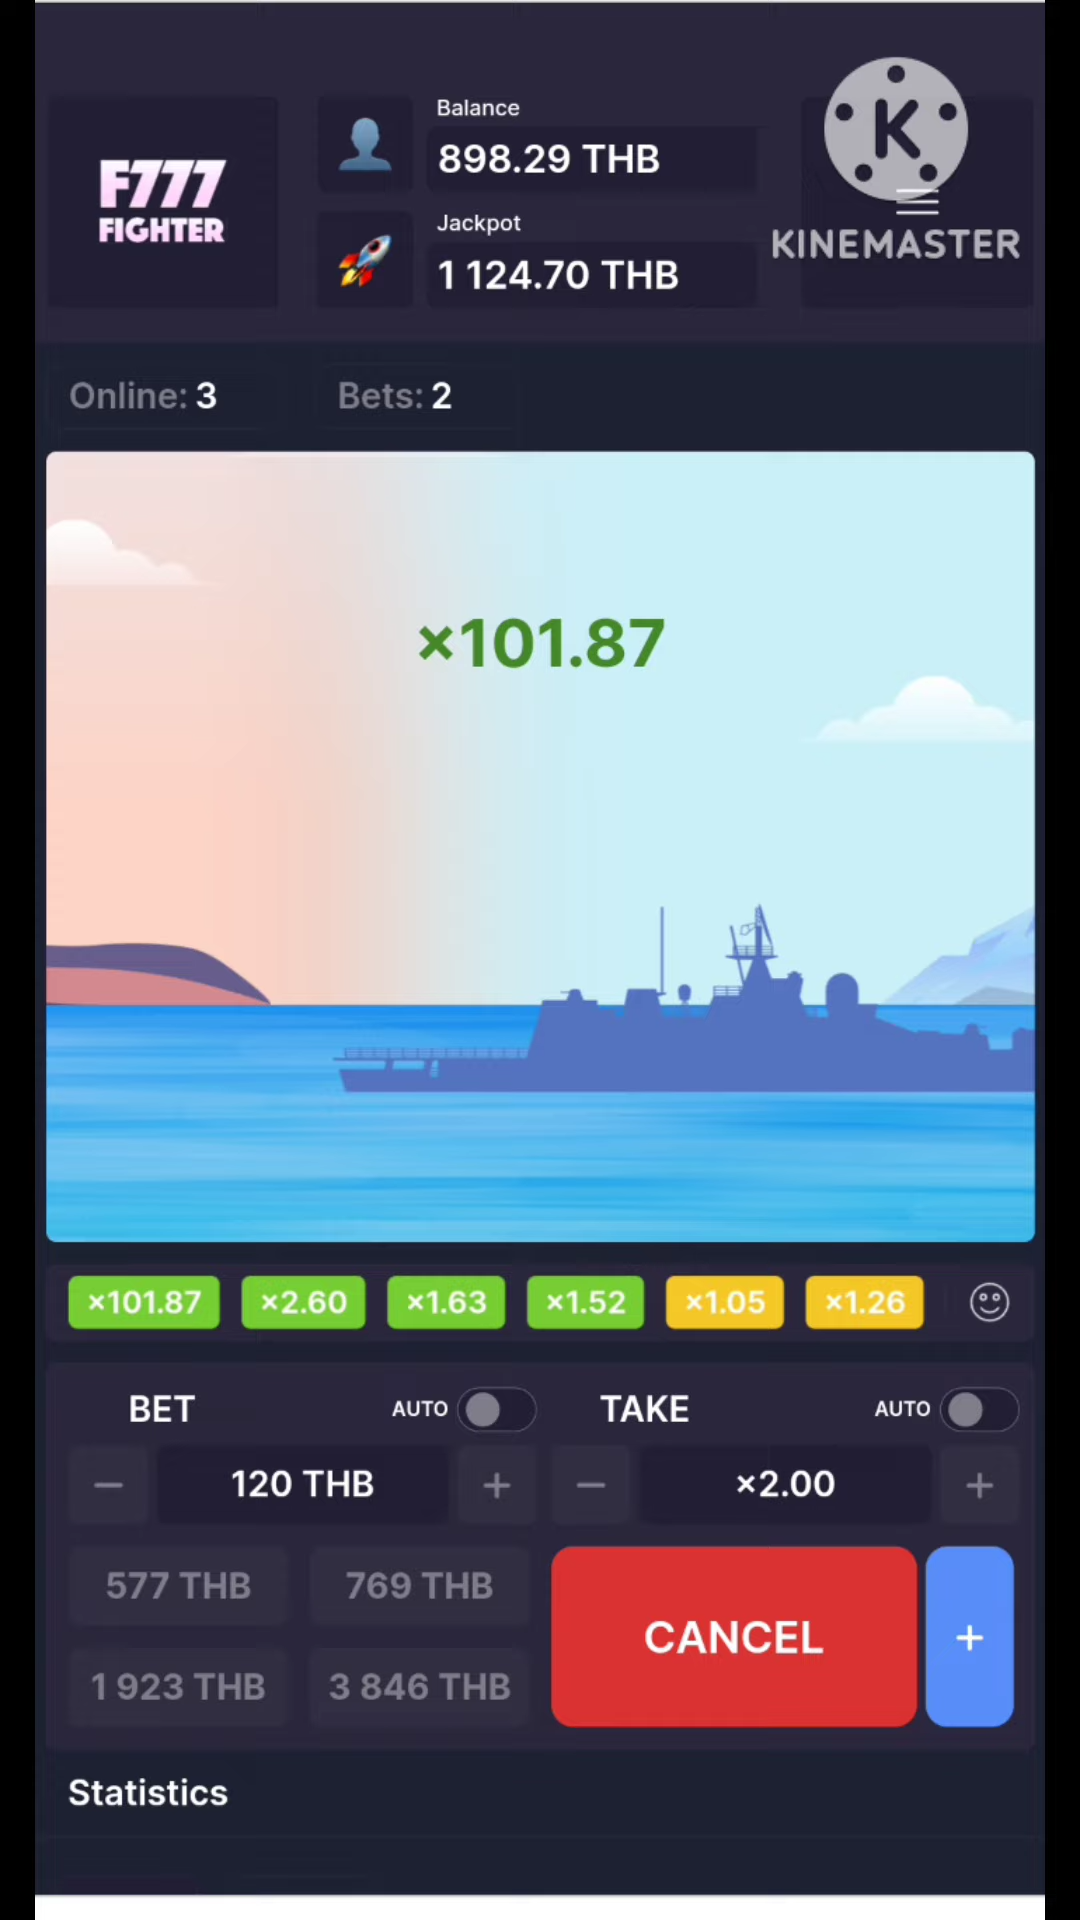 Balance
898.29 THB
F777
FIGHTER
Jackpot
1 124.70 THB
K
KINEMASTER
Online: 3
Bets: 2
×101.87
×101.87
×2.60
×1.63
×1.52
×1.05
×1.26
BET
AUTO
TAKE
AUTO
120 THB
×2.00
577 THB
769 THB
CANCEL
1 923 THB
3 846 THB
Statistics